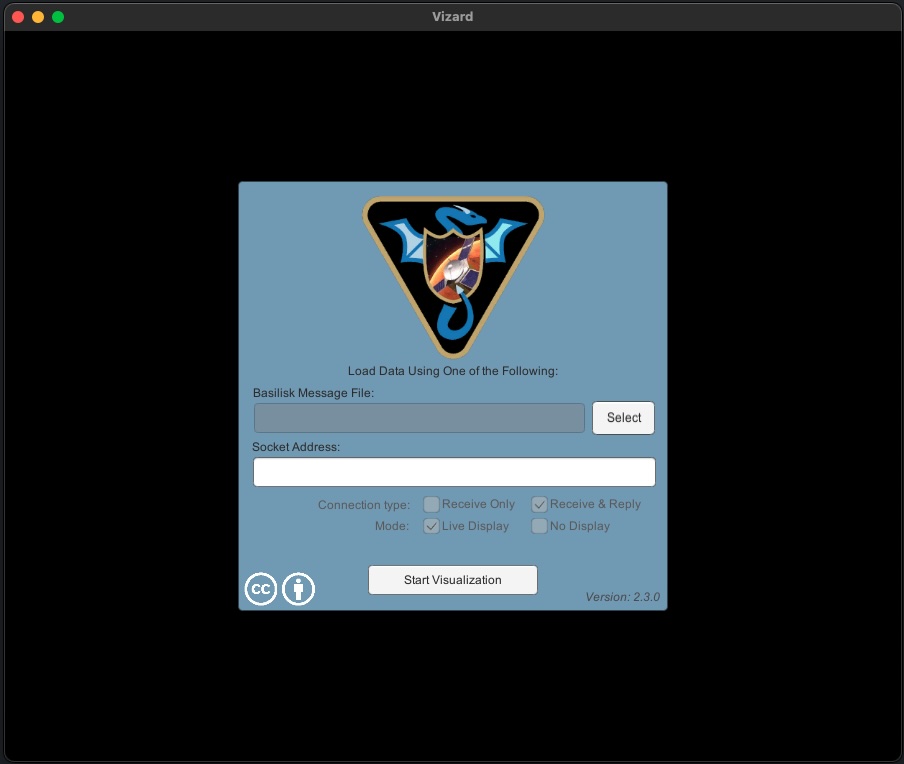 Vizard
Load Data Using One of the Following:
Basilisk Message File:
Select
Socket Address:
Connection type: Receive Only Receive & Reply
Mode: Live Display No Display
Start Visualization
cc
Version: 2.3.0